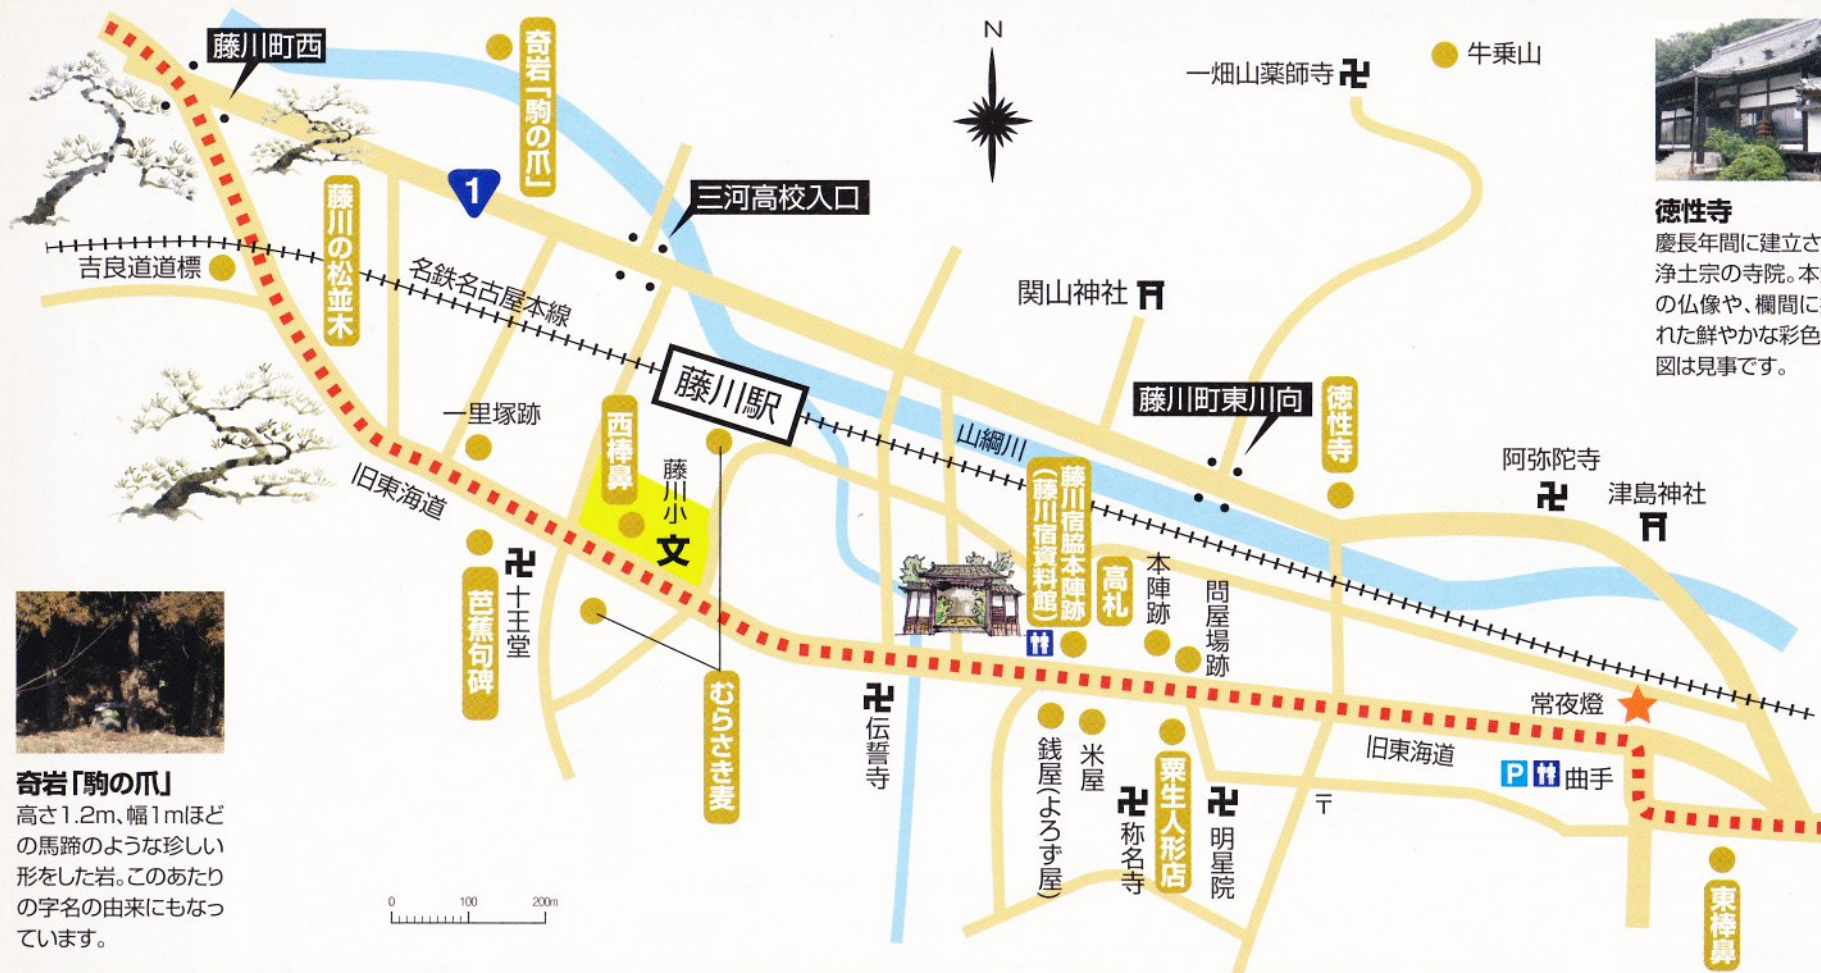 藤川町西
奇岩「駒の爪」
N
一畑山薬師寺
牛乗山
1
三河高校入口
藤川の松並木
吉良道道標
名鉄名古屋本線
関山神社
徳性寺
慶長年間に建立さ
浄土宗の寺院。本
の仏像や、欄間に
れた鮮やかな彩色
図は見事です。
藤川駅
藤川町東川向
徳性寺
一里塚跡
西棒鼻
藤川小
文
山綱川
阿弥陀寺
津島神社
旧東海道
藤川宿脇本陣跡
(藤川宿資料館)
高札
本陣跡
問屋場跡
芭蕉句碑
十王堂
むらさき麦
伝誓寺
常夜燈
旧東海道
銭屋(よろず屋)
米屋
称名寺
粟生人形店
明星院
〒
P
曲手
東棒鼻
奇岩「駒の爪」
高さ1.2m、幅1mほど
の馬蹄のような珍しい
形をした岩。このあたり
の字名の由来にもなっ
ています。
0 100 200m